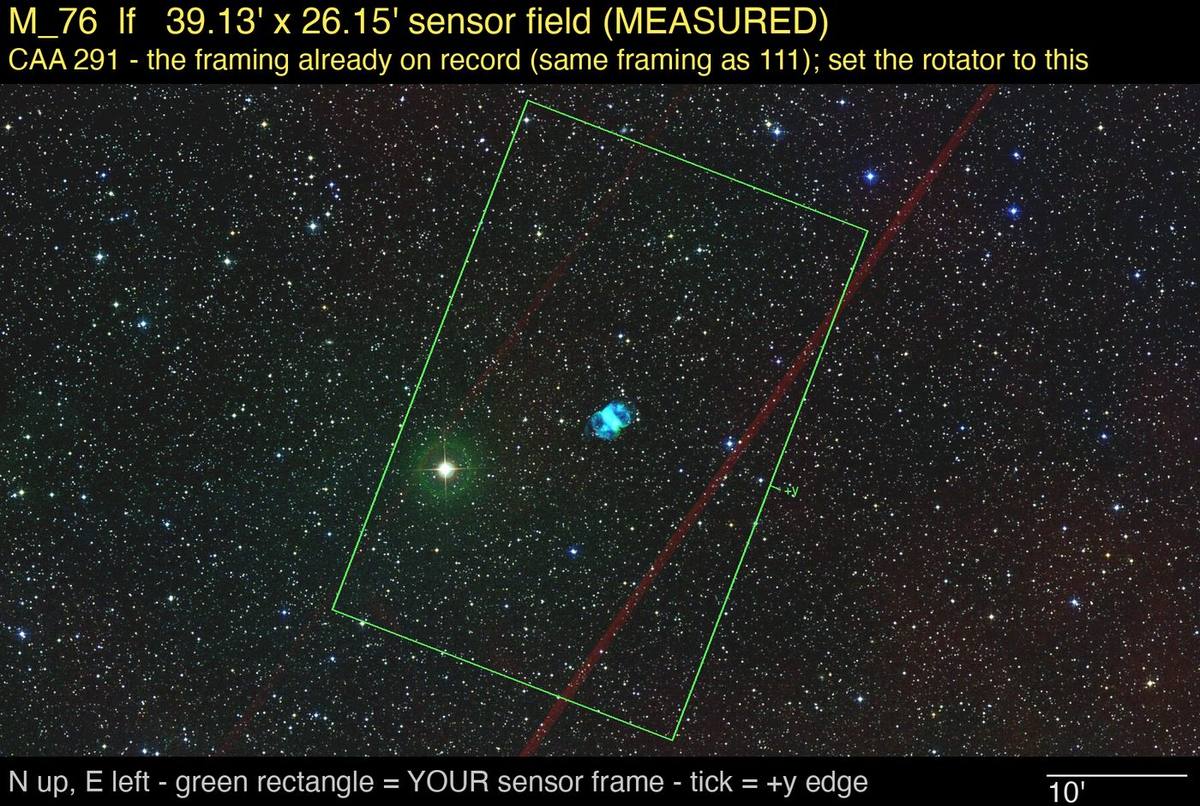 M_76 lf 39.13' x 26.15' sensor field (MEASURED)
CAA 291 - the framing already on record (same framing as 111); set the rotator to this
+y
N up, E left - green rectangle = YOUR sensor frame - tick = +y edge
10'